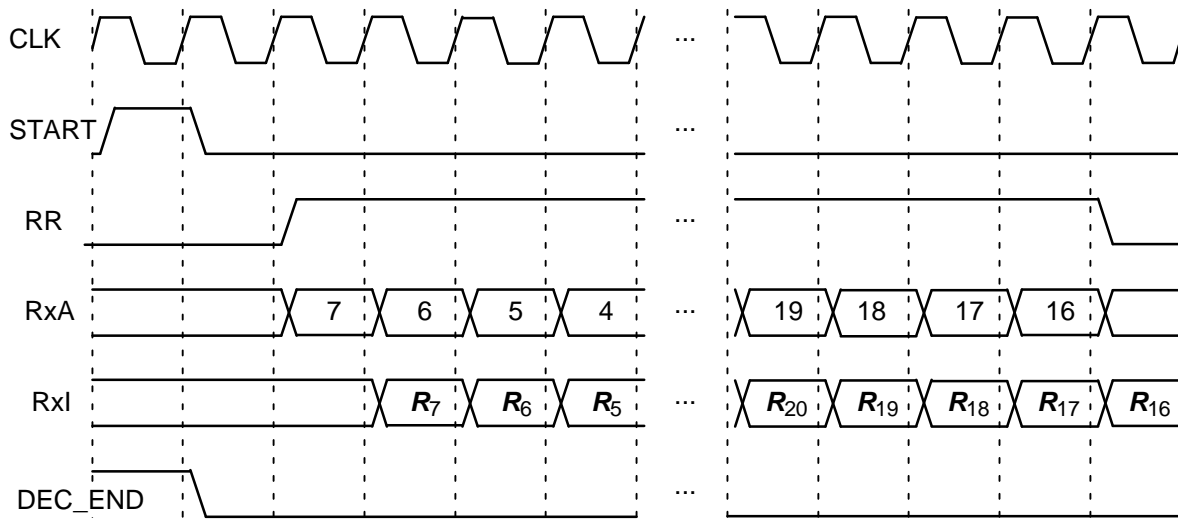 CLK ...
START ...
RR ...
RxA 7 6 5 4 ... 19 18 17 16
RxI R7 R6 R5 ... R20 R19 R18 R17 R16
DEC_END ...